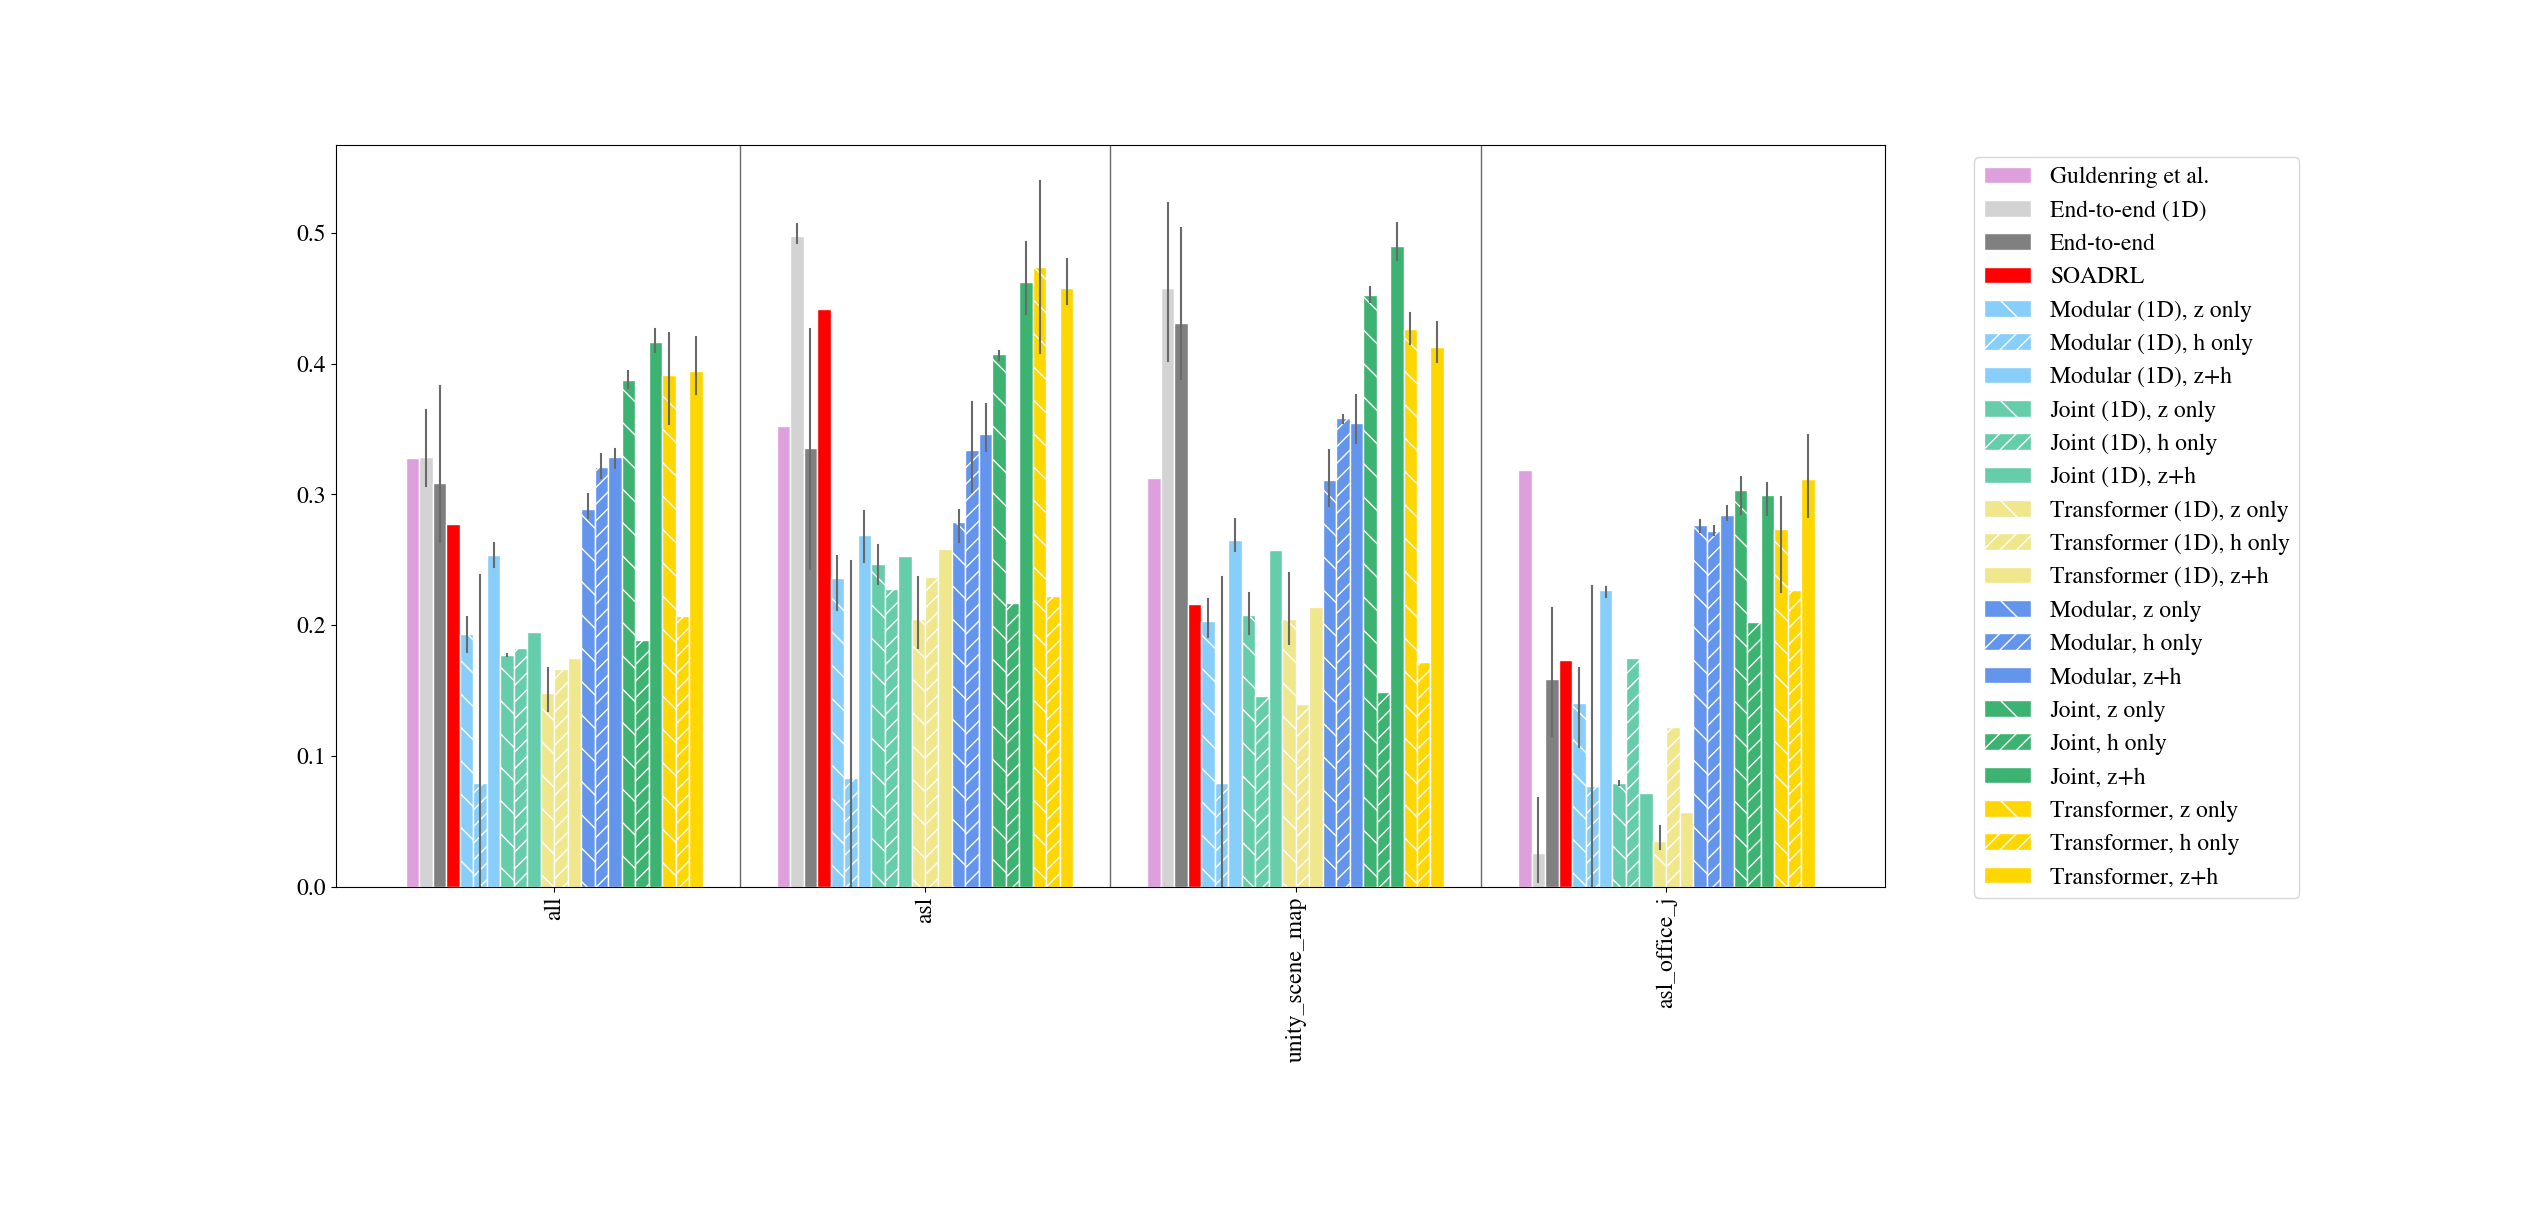 0.5
0.4
0.3
0.2
0.1
0.0
all
asl
unity_scene_map
asl_office_j
Guldenring et al.
End-to-end (1D)
End-to-end
SOADRL
Modular (1D), z only
Modular (1D), h only
Modular (1D), z+h
Joint (1D), z only
Joint (1D), h only
Joint (1D), z+h
Transformer (1D), z only
Transformer (1D), h only
Transformer (1D), z+h
Modular, z only
Modular, h only
Modular, z+h
Joint, z only
Joint, h only
Joint, z+h
Transformer, z only
Transformer, h only
Transformer, z+h